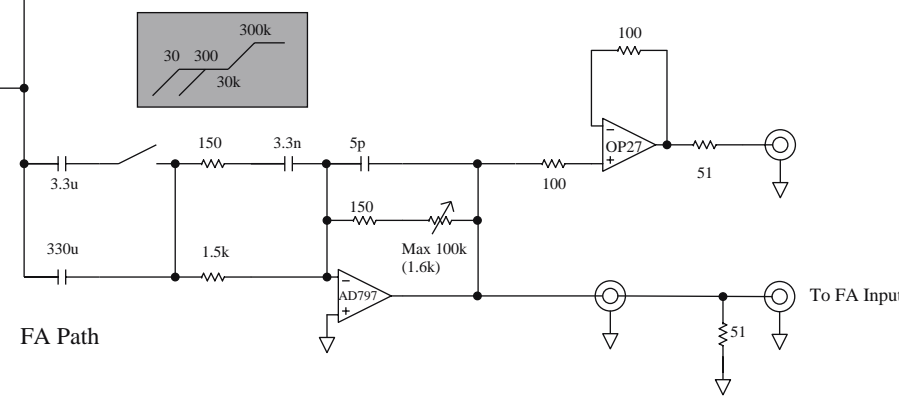 300k
30 300
30k
100
150 3.3n 5p
OP27
3.3u
100
51
150
330u 1.5k
Max 100k
(1.6k)
AD797
To FA Input
FA Path
51